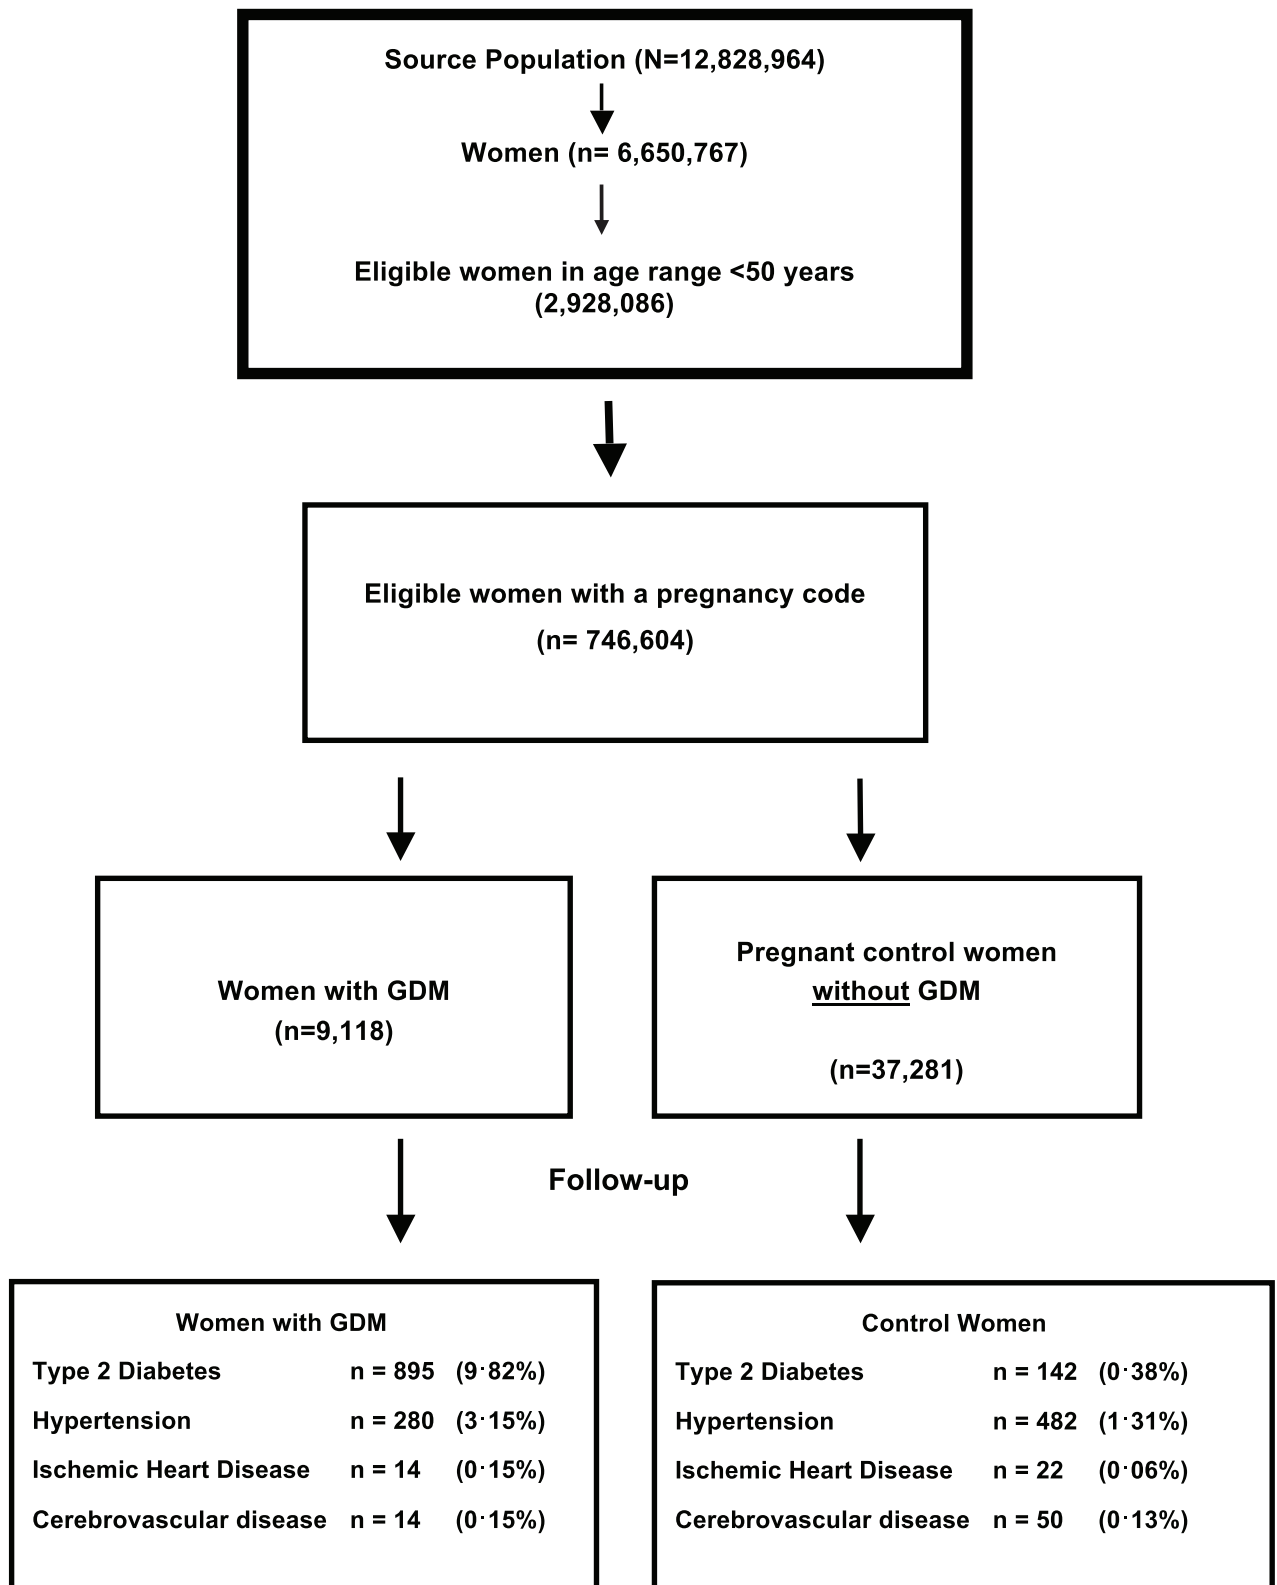 Source Population (N=12,828,964)
Women (n= 6,650,767)
Eligible women in age range <50 years
(2,928,086)
Eligible women with a pregnancy code
(n= 746,604)
Women with GDM
(n=9,118)
Pregnant control women
without GDM
(n=37,281)
Follow-up
Women with GDM
Type 2 Diabetes n = 895 (9·82%)
Hypertension n = 280 (3·15%)
Ischemic Heart Disease n = 14 (0·15%)
Cerebrovascular disease n = 14 (0·15%)
Control Women
Type 2 Diabetes n = 142 (0·38%)
Hypertension n = 482 (1·31%)
Ischemic Heart Disease n = 22 (0·06%)
Cerebrovascular disease n = 50 (0·13%)